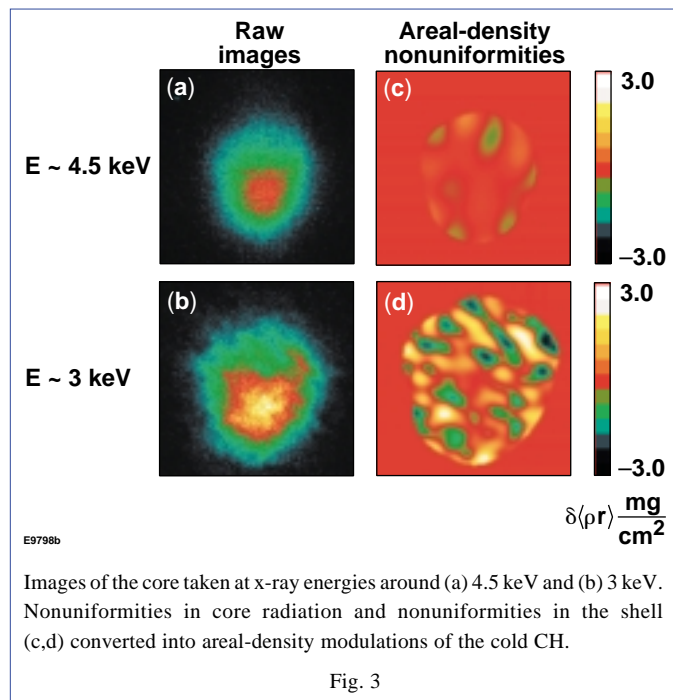 Raw images
Areal-density nonuniformities
(a)
(c)
3.0
E ~ 4.5 keV
−3.0
(b)
(d)
3.0
E ~ 3 keV
−3.0
δ⟨ρr⟩ mg/cm²
E9798b
Images of the core taken at x-ray energies around (a) 4.5 keV and (b) 3 keV.
Nonuniformities in core radiation and nonuniformities in the shell
(c,d) converted into areal-density modulations of the cold CH.
Fig. 3